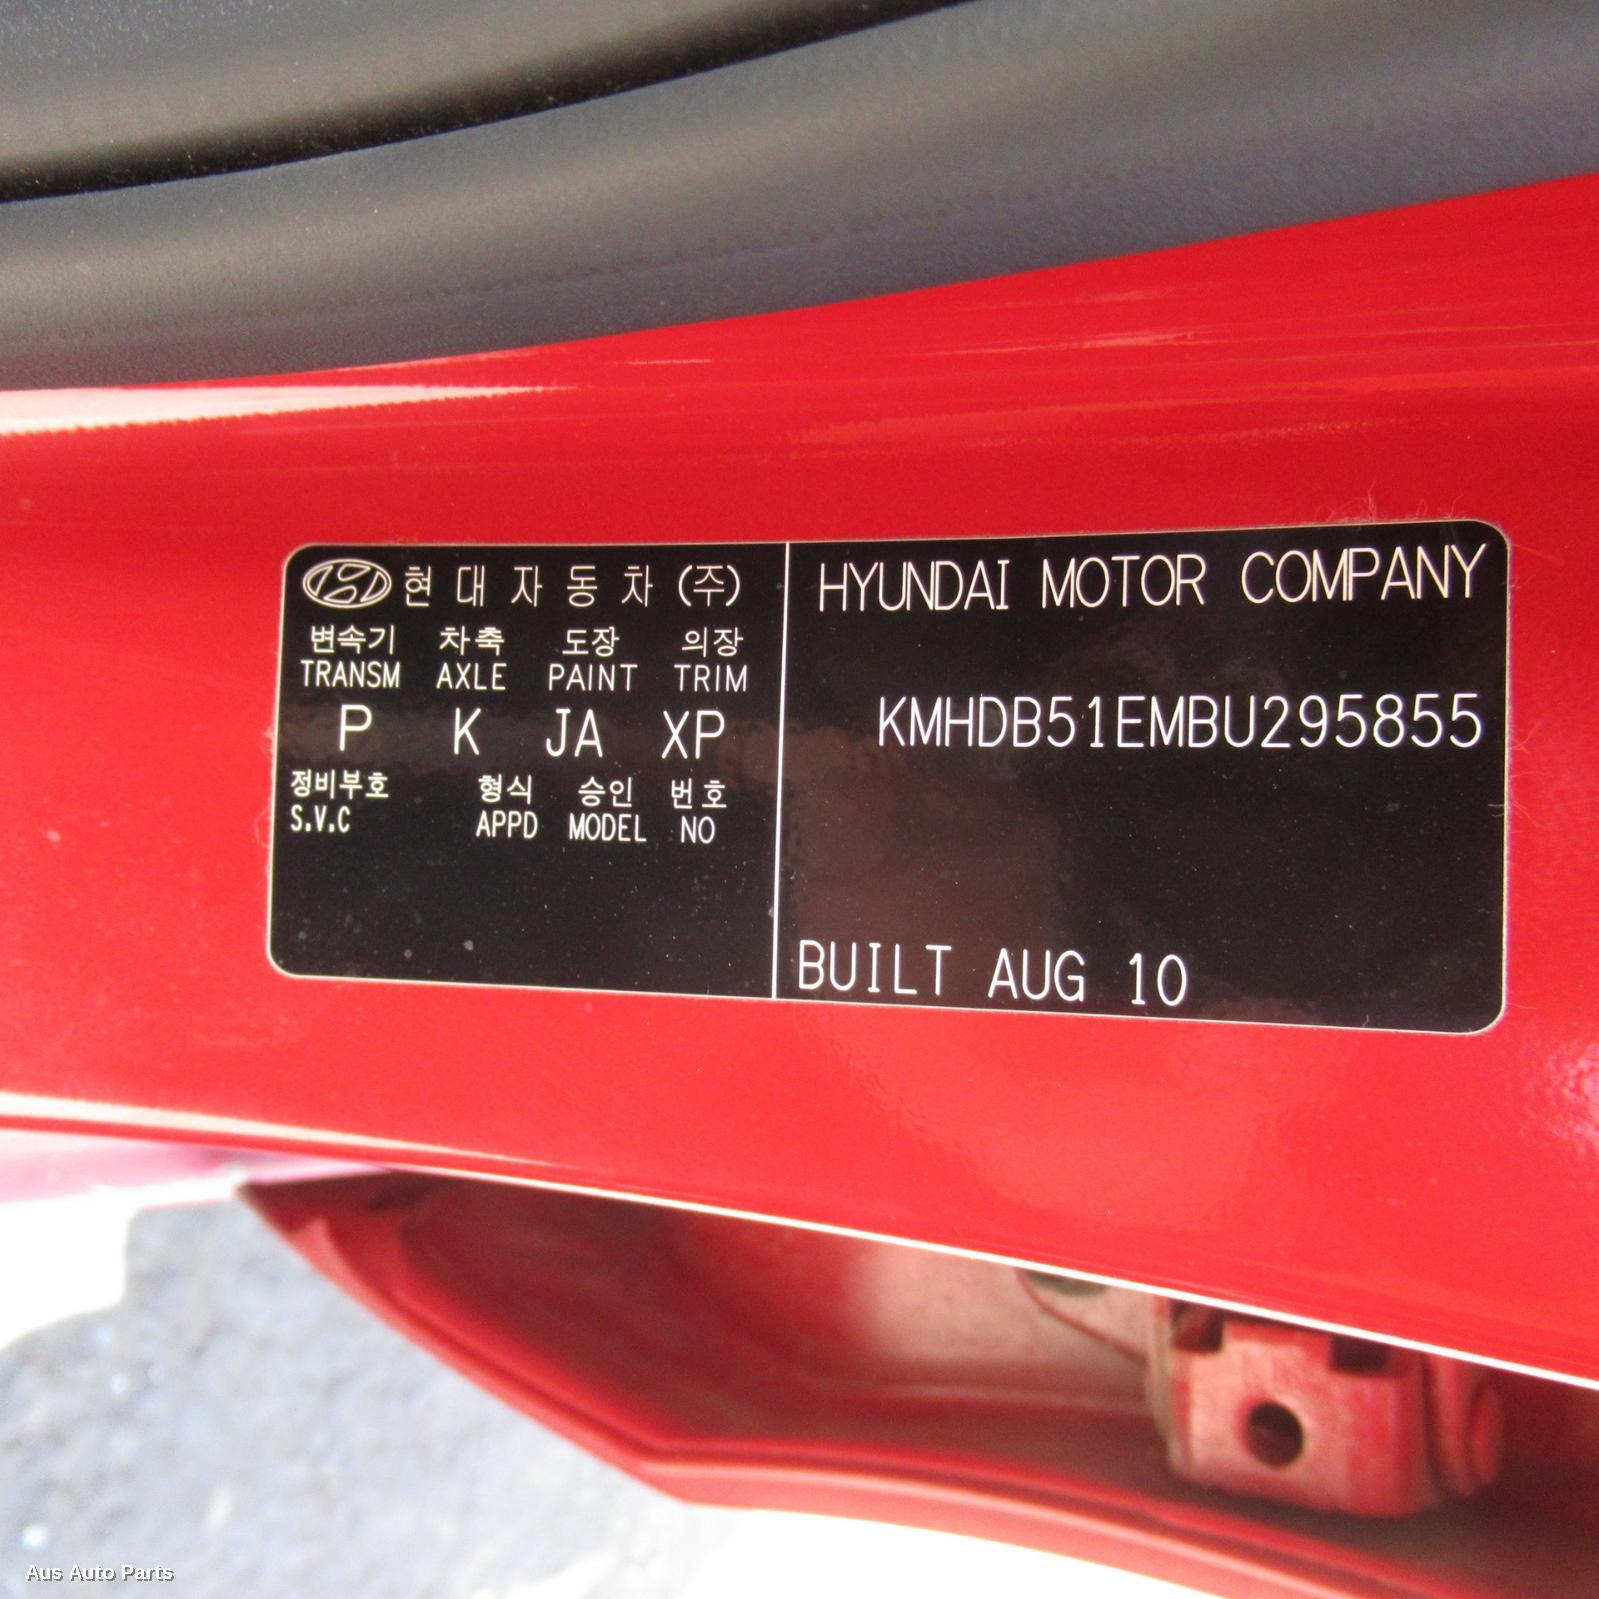 현대자동차 (주)
변속기 차축 도장 의장
TRANSM AXLE PAINT TRIM
P K JA XP
정비부호 형식 승인 번호
S.V.C APPD MODEL NO
HYUNDAI MOTOR COMPANY
KMHDB51EMBU295855
BUILT AUG 10
Aus Auto Parts